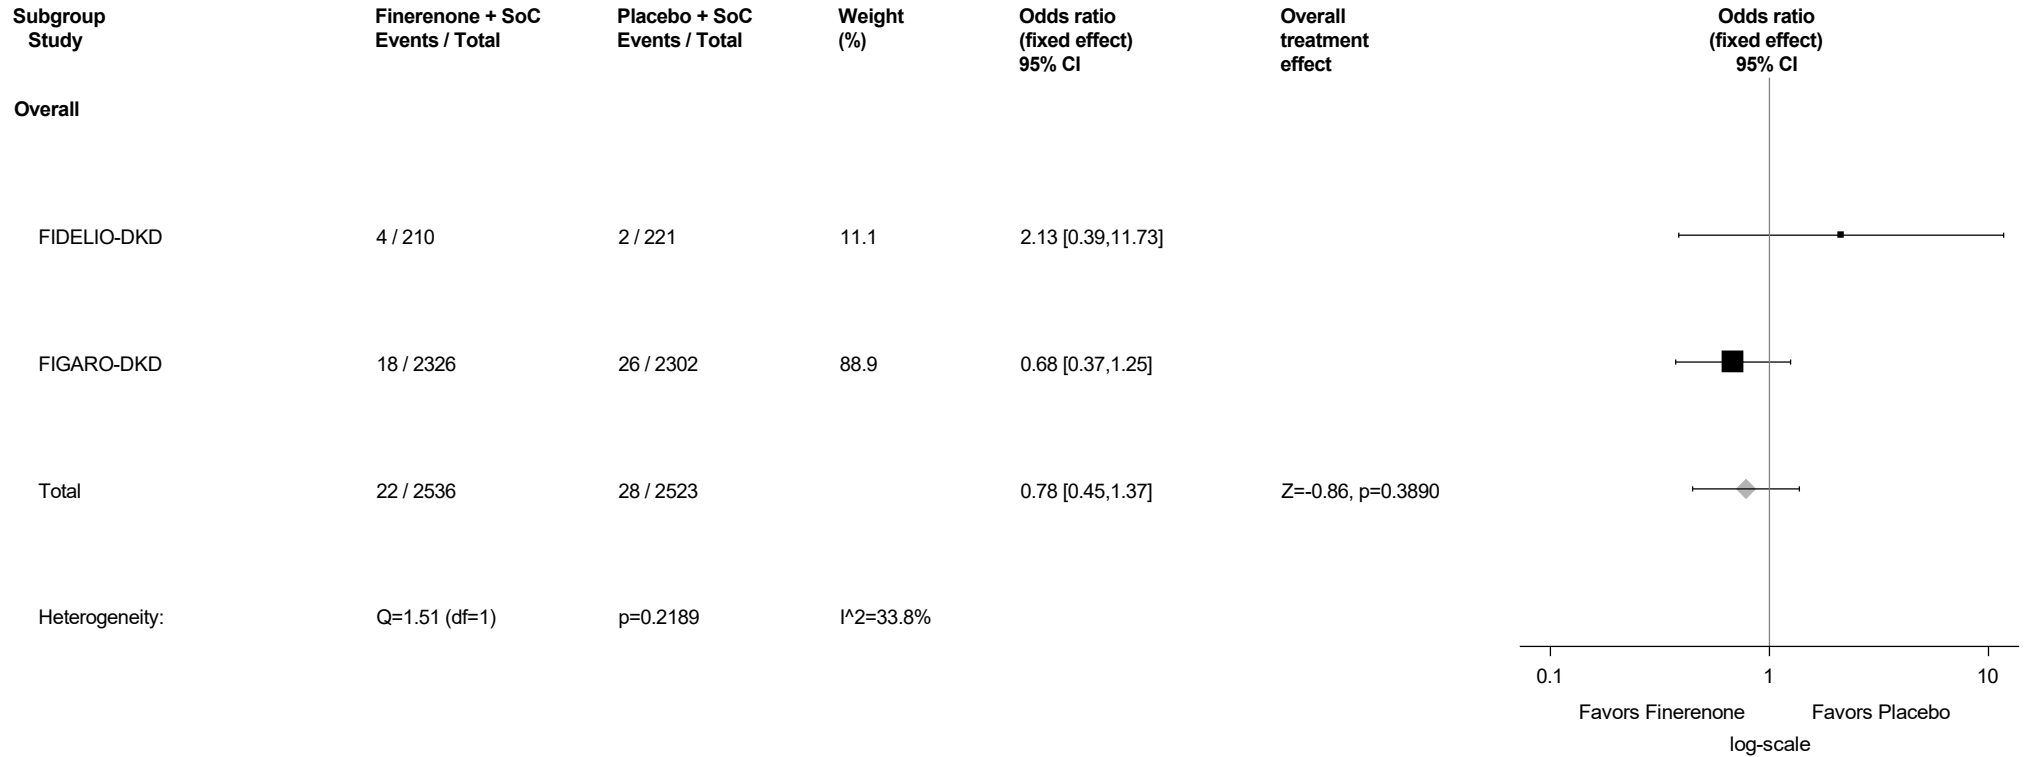 Subgroup Finerenone + SoC Placebo + SoC Weight Odds ratio Overall Odds ratio
Study Events / Total Events / Total (%) (fixed effect) treatment (fixed effect)
95% CI effect 95% CI
Overall
FIDELIO-DKD 4 / 210 2 / 221 11.1 2.13 [0.39,11.73]
FIGARO-DKD 18 / 2326 26 / 2302 88.9 0.68 [0.37,1.25]
Total 22 / 2536 28 / 2523 0.78 [0.45,1.37] Z=-0.86, p=0.3890
Heterogeneity: Q=1.51 (df=1) p=0.2189 I^2=33.8%
0.1 1 10
Favors Finerenone Favors Placebo
log-scale